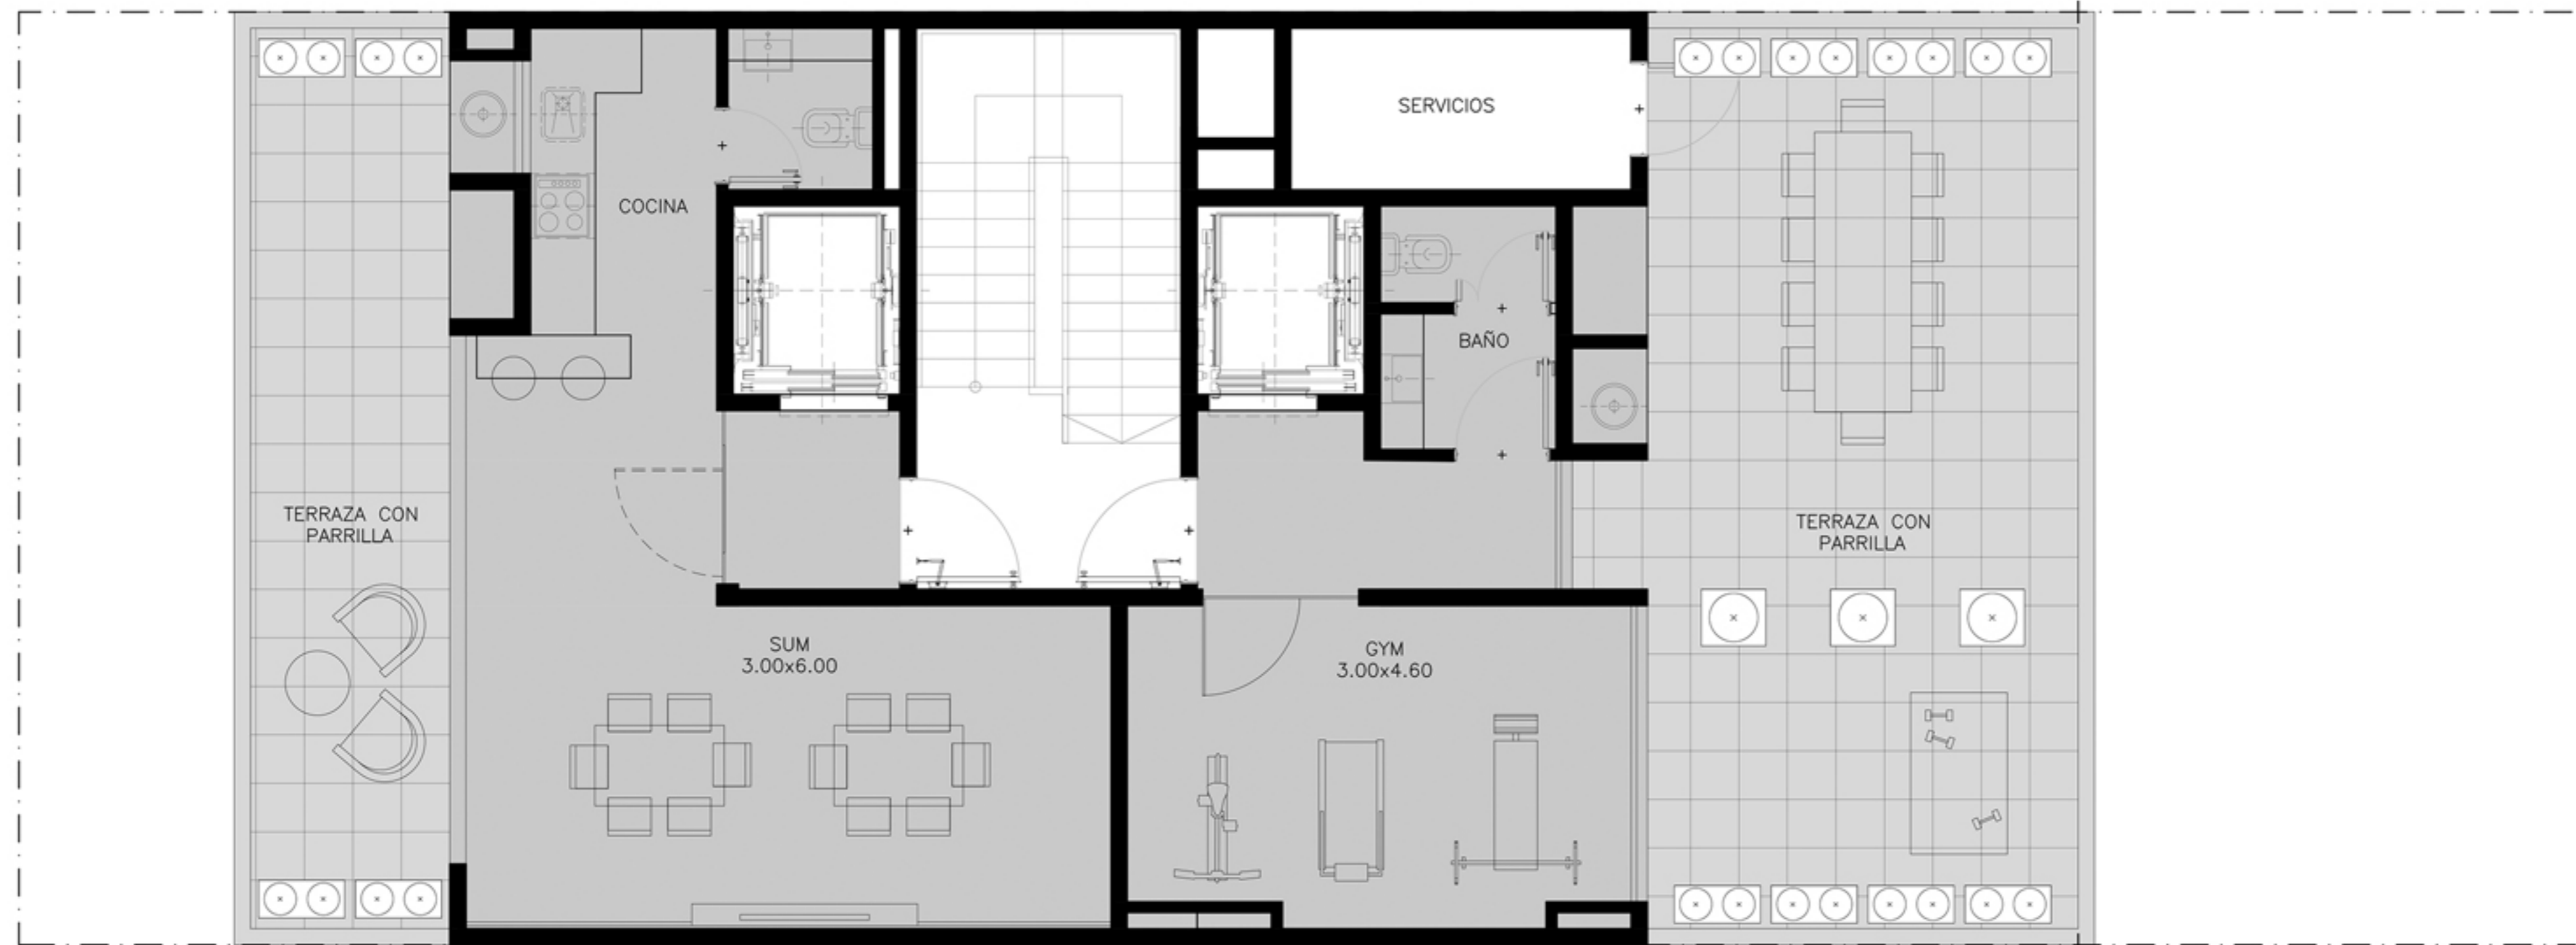 SERVICIOS
COCINA
BAÑO
TERRAZA CON
PARRILLA
TERRAZA CON
PARRILLA
SUM
3.00x6.00
GYM
3.00x4.60